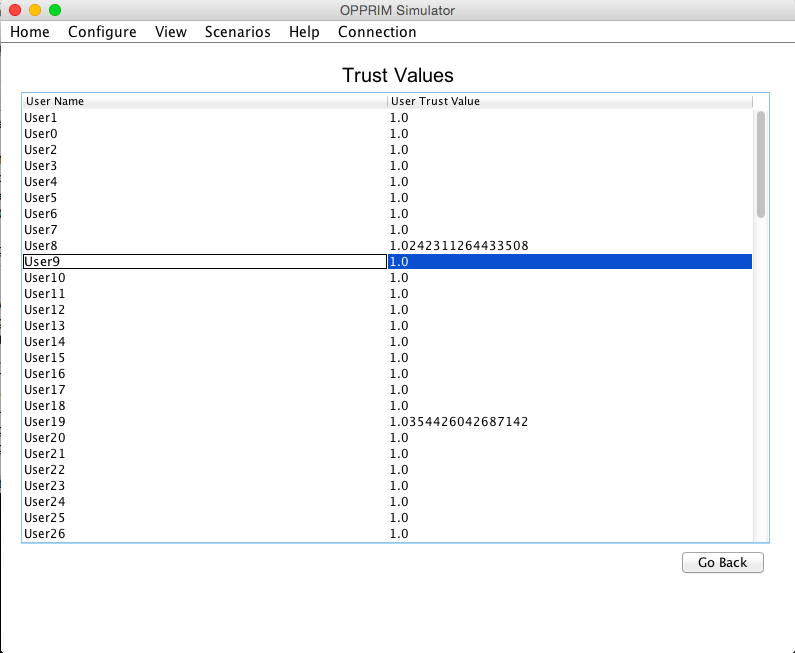 OPPRIM Simulator
Home Configure View Scenarios Help Connection
Trust Values
User Name User Trust Value
User1 1.0
User0 1.0
User2 1.0
User3 1.0
User4 1.0
User5 1.0
User6 1.0
User7 1.0
User8 1.0242311264433508
User9 1.0
User10 1.0
User11 1.0
User12 1.0
User13 1.0
User14 1.0
User15 1.0
User16 1.0
User17 1.0
User18 1.0
User19 1.0354426042687142
User20 1.0
User21 1.0
User22 1.0
User23 1.0
User24 1.0
User25 1.0
User26 1.0
Go Back